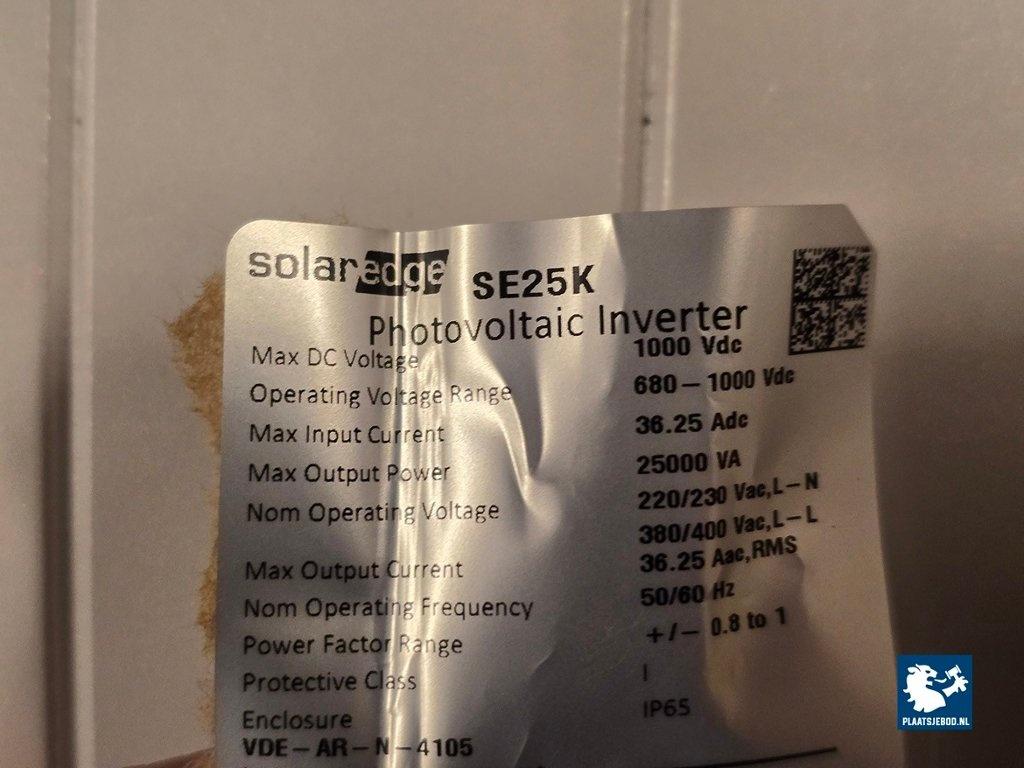 solaredge SE25K
Photovoltaic Inverter
Max DC Voltage 1000 Vdc
Operating Voltage Range 680 – 1000 Vdc
Max Input Current 36.25 Adc
Max Output Power 25000 VA
Nom Operating Voltage 220/230 Vac,L–N
380/400 Vac,L–L
Max Output Current 36.25 Aac,RMS
Nom Operating Frequency 50/60 Hz
Power Factor Range +/– 0.8 to 1
Protective Class I
Enclosure IP65
VDE–AR–N–4105
PLAATSJEBOD.NL